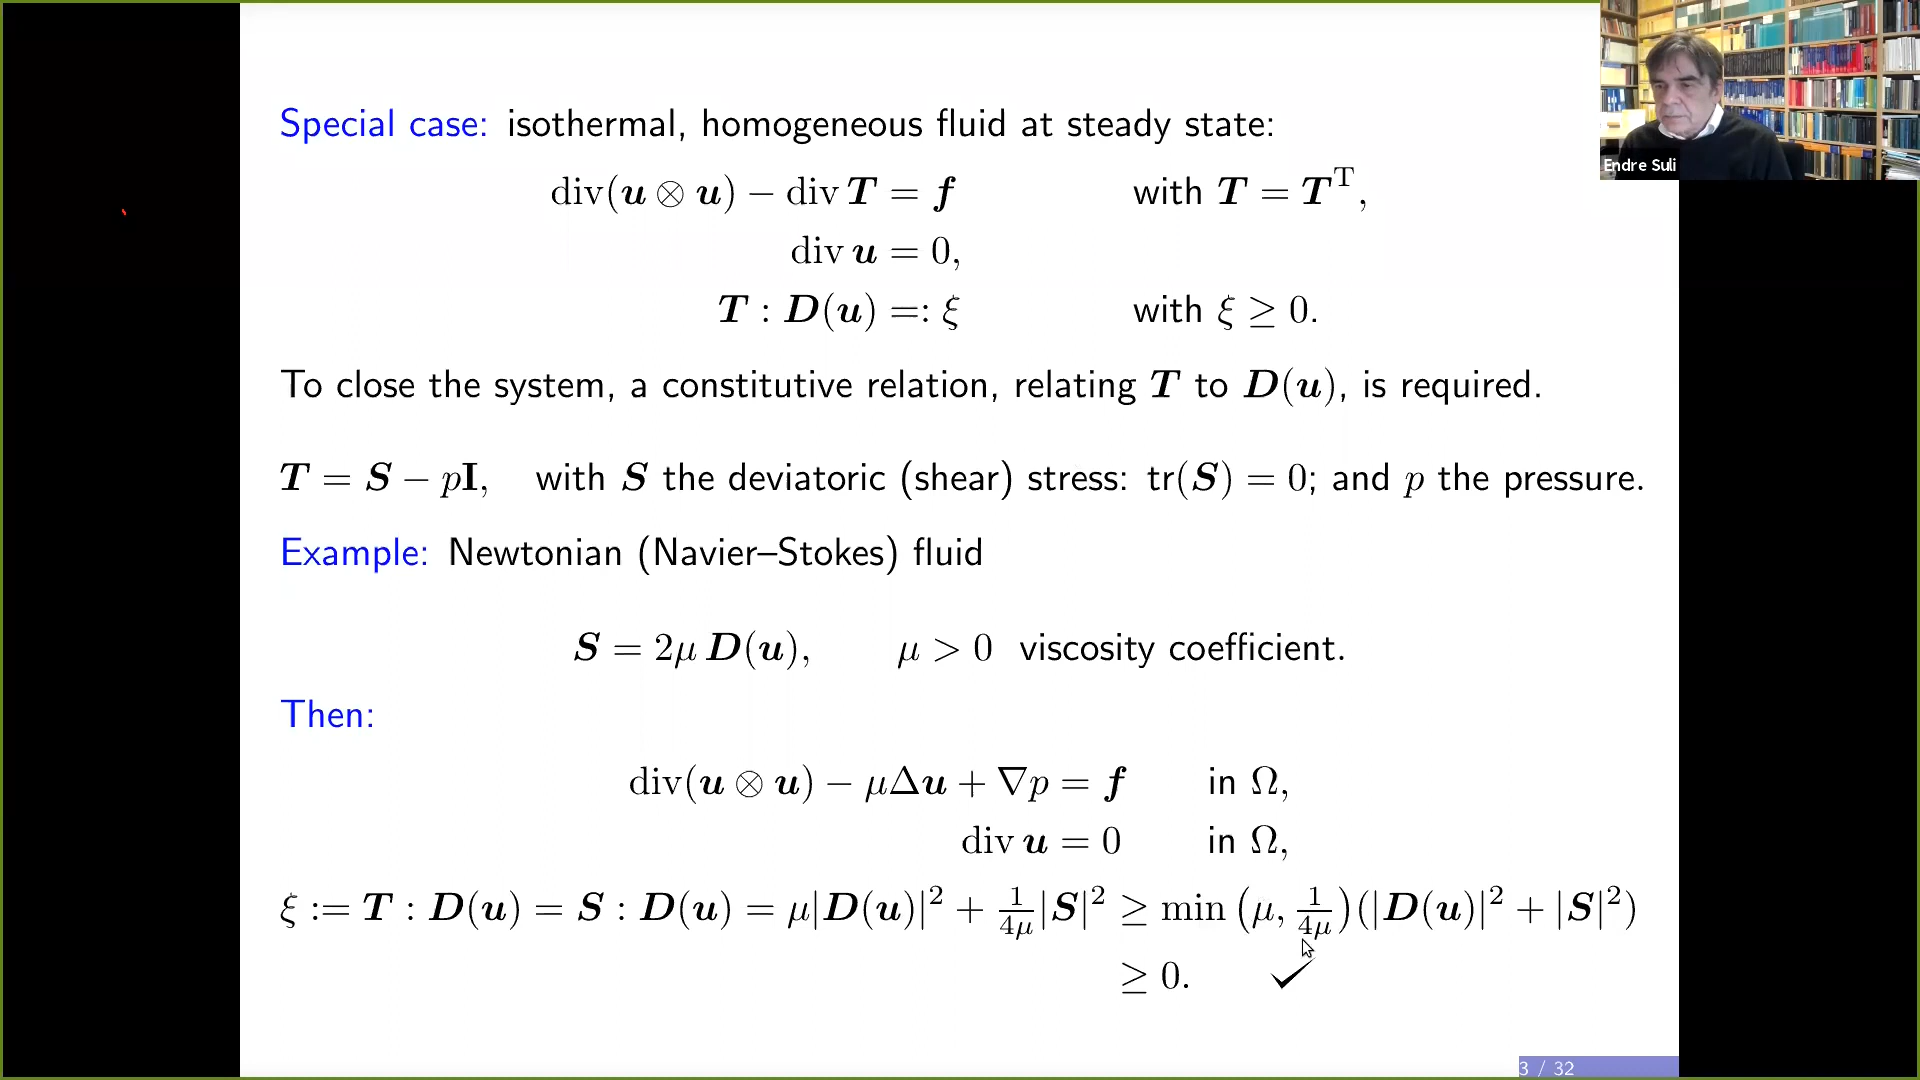 Special case: isothermal, homogeneous fluid at steady state:
div(u ⊗ u) − div T = f with T = Tᵀ,
div u = 0,
T : D(u) =: ξ with ξ ≥ 0.
To close the system, a constitutive relation, relating T to D(u), is required.
T = S − pI, with S the deviatoric (shear) stress: tr(S) = 0; and p the pressure.
Example: Newtonian (Navier–Stokes) fluid
S = 2μ D(u), μ > 0 viscosity coefficient.
Then:
div(u ⊗ u) − μΔu + ∇p = f in Ω,
div u = 0 in Ω,
ξ := T : D(u) = S : D(u) = μ|D(u)|² + 1/4μ |S|² ≥ min (μ, 1/4μ)(|D(u)|² + |S|²)
≥ 0. ✓
3 / 32
Endre Suli